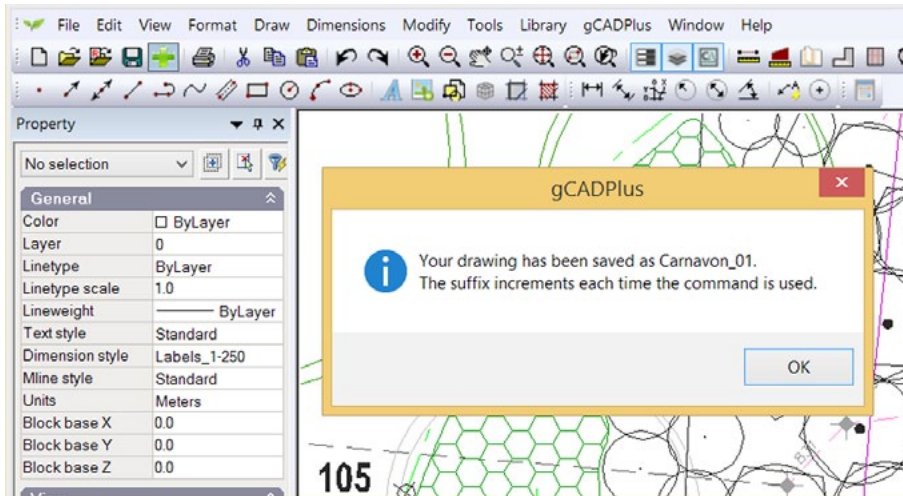 File Edit View Format Draw Dimensions Modify Tools Library gCADPlus Window Help
Property
No selection
General
Color ByLayer
Layer 0
Linetype ByLayer
Linetype scale 1.0
Lineweight ByLayer
Text style Standard
Dimension style Labels_1-250
Mline style Standard
Units Meters
Block base X 0.0
Block base Y 0.0
Block base Z 0.0
gCADPlus
Your drawing has been saved as Carnavon_01.
The suffix increments each time the command is used.
OK
105